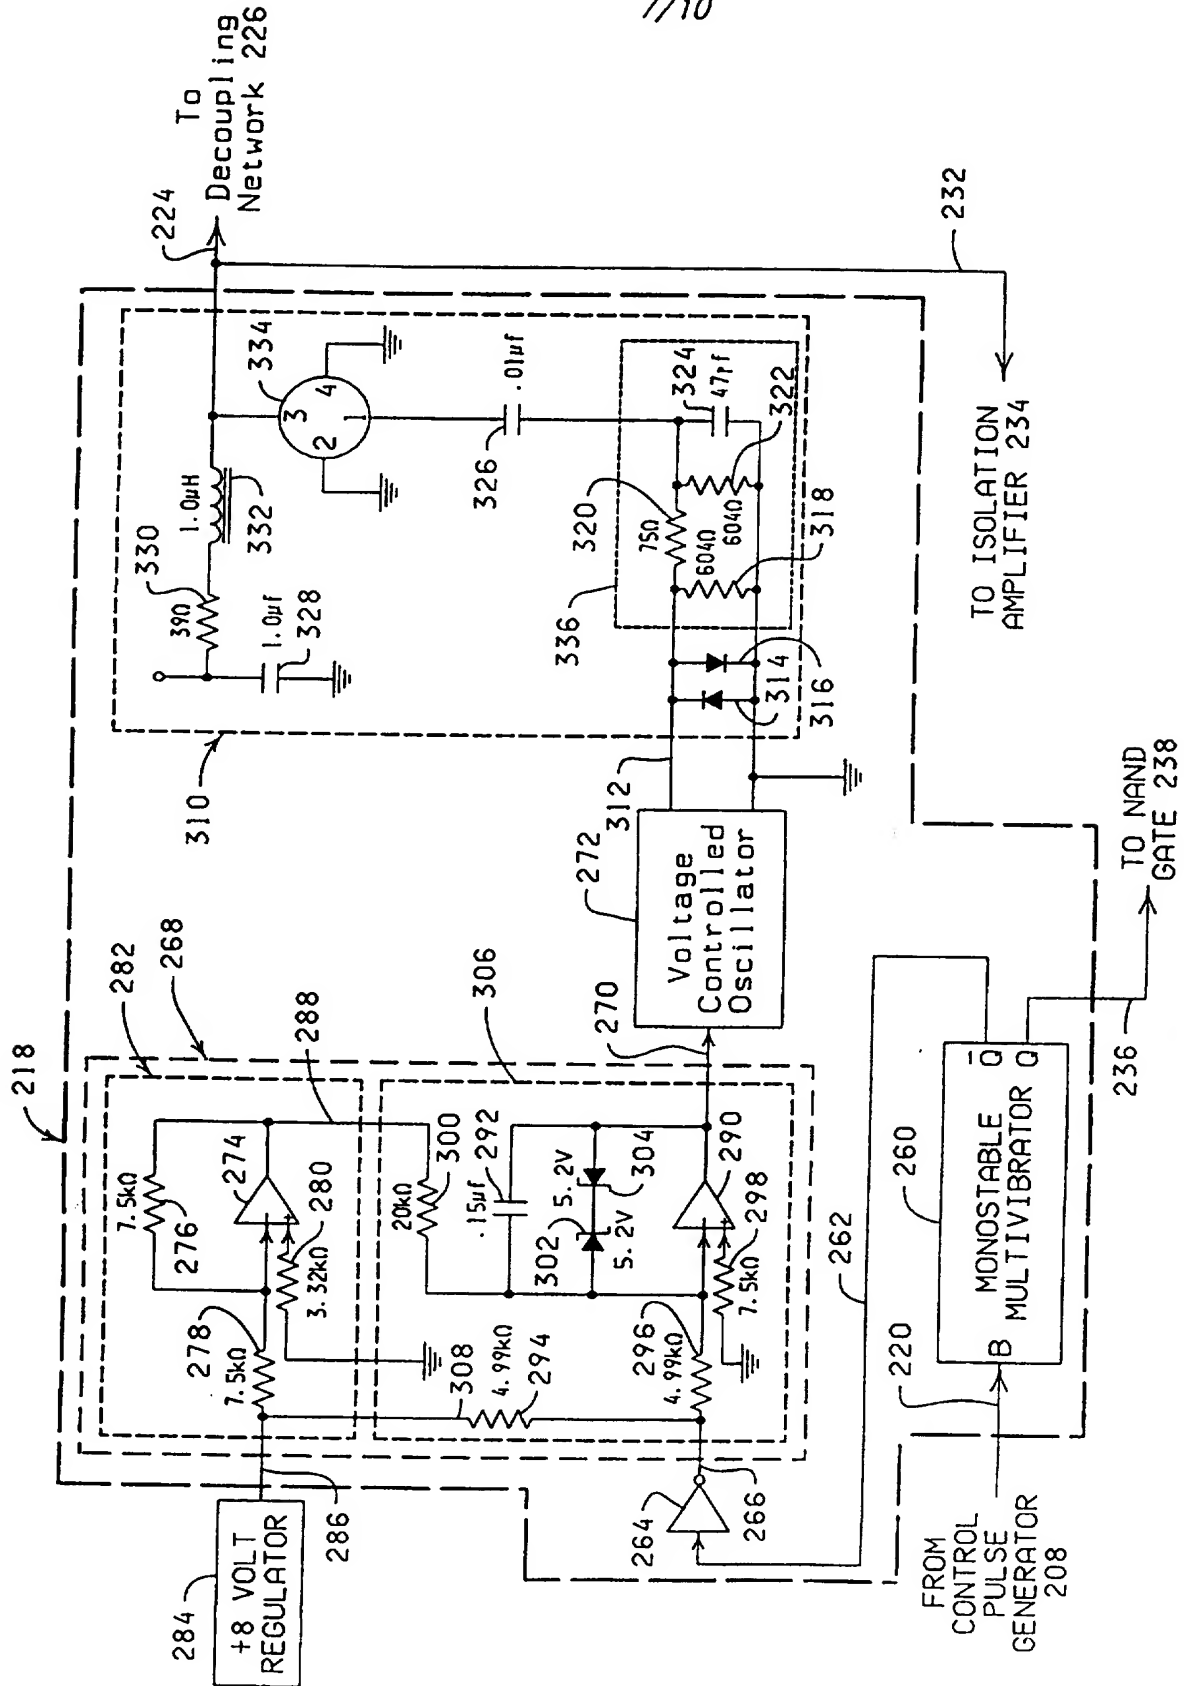 7/10
218
282
268
284
+8 VOLT
REGULATOR
286
7.5kΩ
276
274
278
7.5kΩ
280
3.32kΩ
288
306
308
4.99kΩ
294
20kΩ
300
.15µf
292
5.2V
302
304
5.2V
290
296
4.99kΩ
298
7.5kΩ
264
266
270
272
Voltage
Controlled
Oscillator
262
260
MONOSTABLE
MULTIVIBRATOR
B
Q̄
Q
220
FROM
CONTROL
PULSE
GENERATOR
208
236
TO NAND
GATE 238
310
312
314
316
336
320
75Ω
604Ω
318
604Ω
322
324
47pf
326
.01µf
330
39Ω
1.0µf
328
1.0µH
332
334
3
2
4
1
224
To
Decoupling
Network 226
232
TO ISOLATION
AMPLIFIER 234